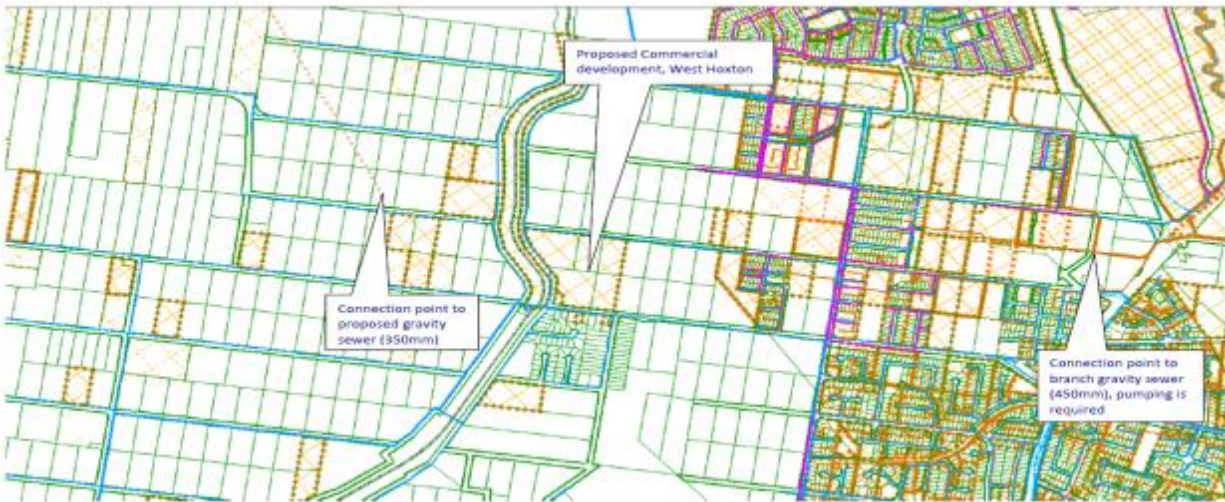 Proposed Commercial
development, West Hoxton
Connection point to
proposed gravity
sewer (350mm)
Connection point to
branch gravity sewer
(450mm), pumping is
required